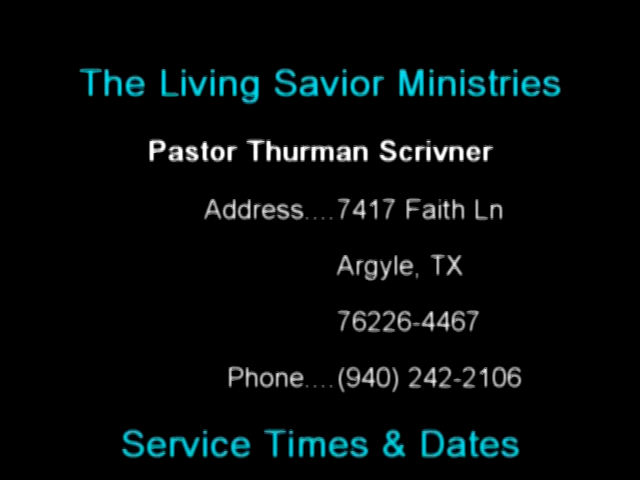 The Living Savior Ministries
Pastor Thurman Scrivner
Address....7417 Faith Ln
Argyle, TX
76226-4467
Phone....(940) 242-2106
Service Times & Dates